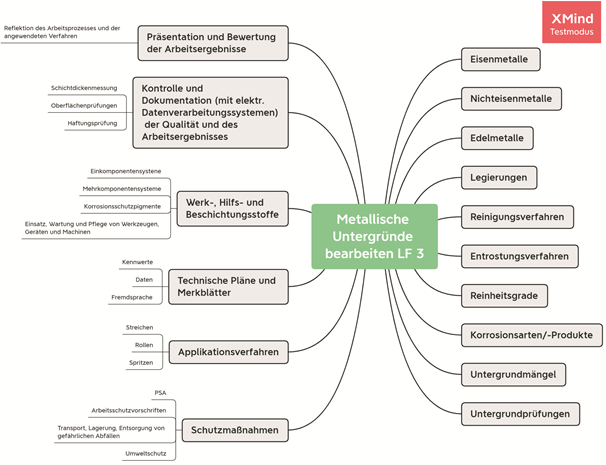 XMind
Testmodus
Metallische
Untergründe
bearbeiten LF 3
Präsentation und Bewertung
der Arbeitsergebnisse
Reflektion des Arbeitsprozesses und der
angewendeten Verfahren
Kontrolle und
Dokumentation (mit elektr.
Datenverarbeitungssystemen)
der Qualität und des
Arbeitsergebnisses
Schichtdickenmessung
Oberflächenprüfungen
Haftungsprüfung
Werk-, Hilfs- und
Beschichtungsstoffe
Einkomponentensysteme
Mehrkomponentensysteme
Korrosionsschutzpigmente
Einsatz, Wartung und Pflege von Werkzeugen,
Geräten und Machinen
Technische Pläne und
Merkblätter
Kennwerte
Daten
Fremdsprache
Applikationsverfahren
Streichen
Rollen
Spritzen
Schutzmaßnahmen
PSA
Arbeitsschutzvorschriften
Transport, Lagerung, Entsorgung von
gefährlichen Abfällen
Umweltschutz
Eisenmetalle
Nichteisenmetalle
Edelmetalle
Legierungen
Reinigungsverfahren
Entrostungsverfahren
Reinheitsgrade
Korrosionsarten/-Produkte
Untergrundmängel
Untergrundprüfungen